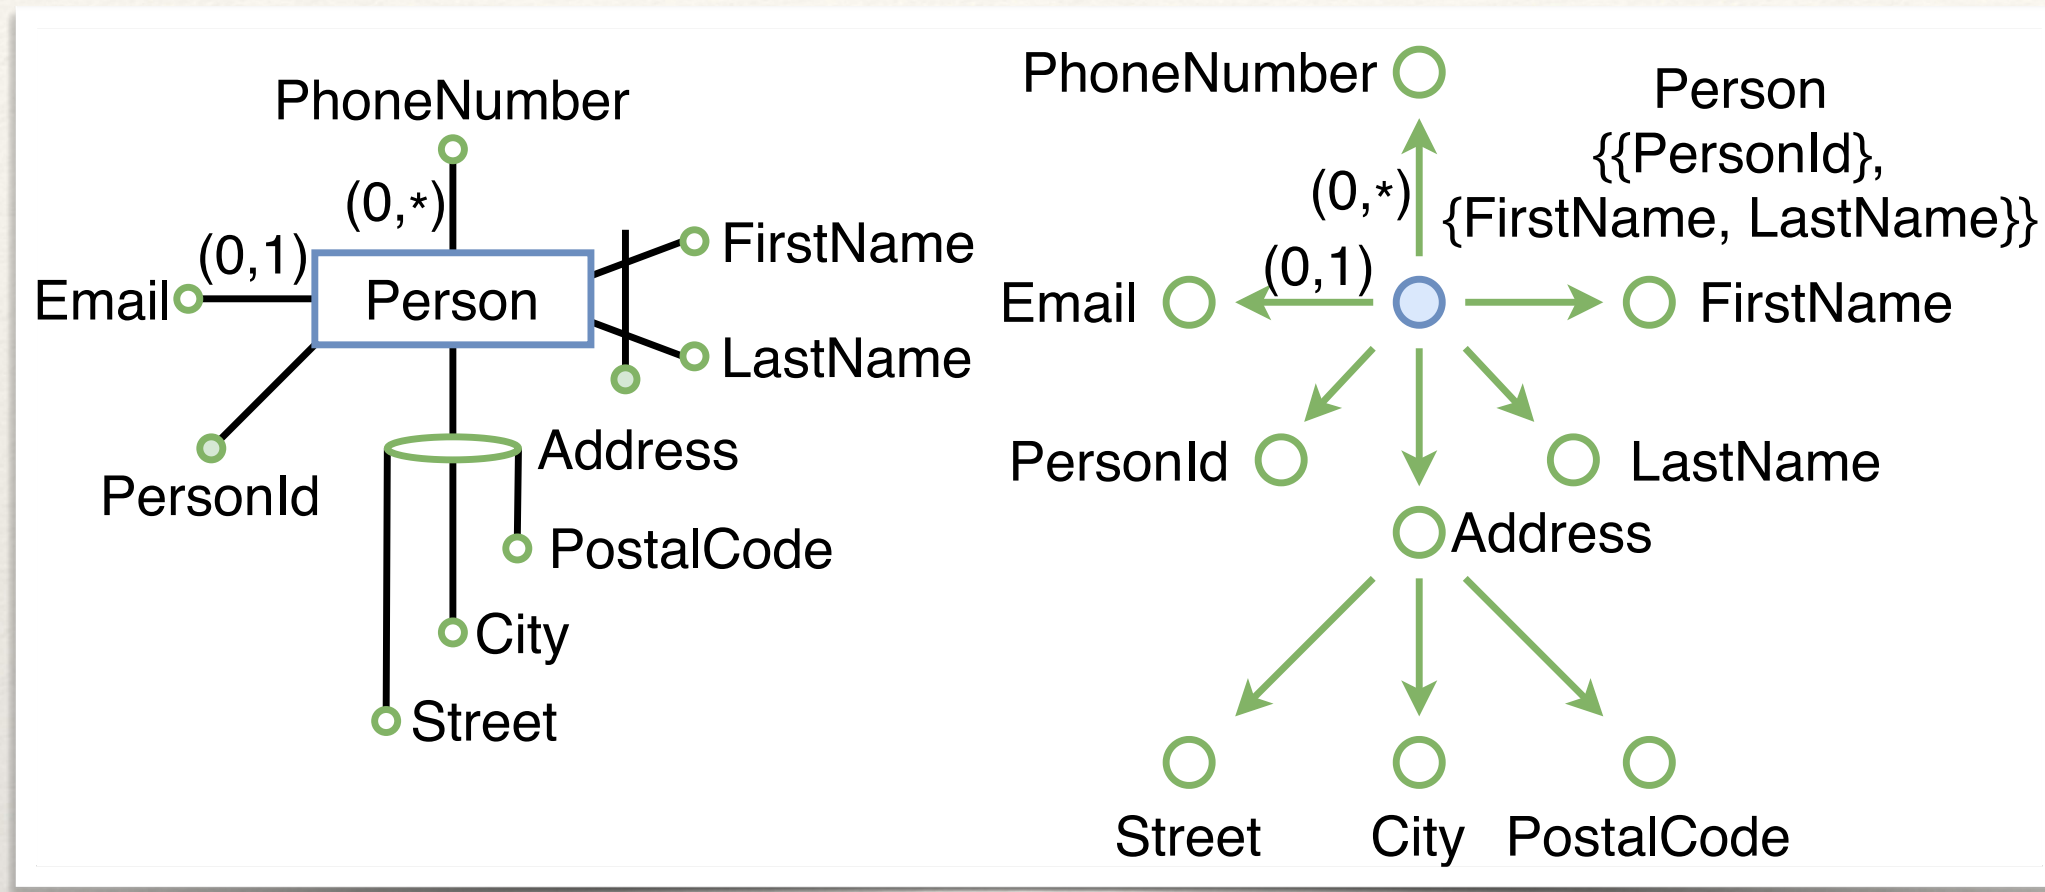 PhoneNumber
(0,*)
(0,1)
Email
Person
FirstName
LastName
PersonId
Address
PostalCode
City
Street
PhoneNumber
Person
{{PersonId},
{FirstName, LastName}}
(0,*)
(0,1)
Email
FirstName
PersonId
LastName
Address
Street
City
PostalCode